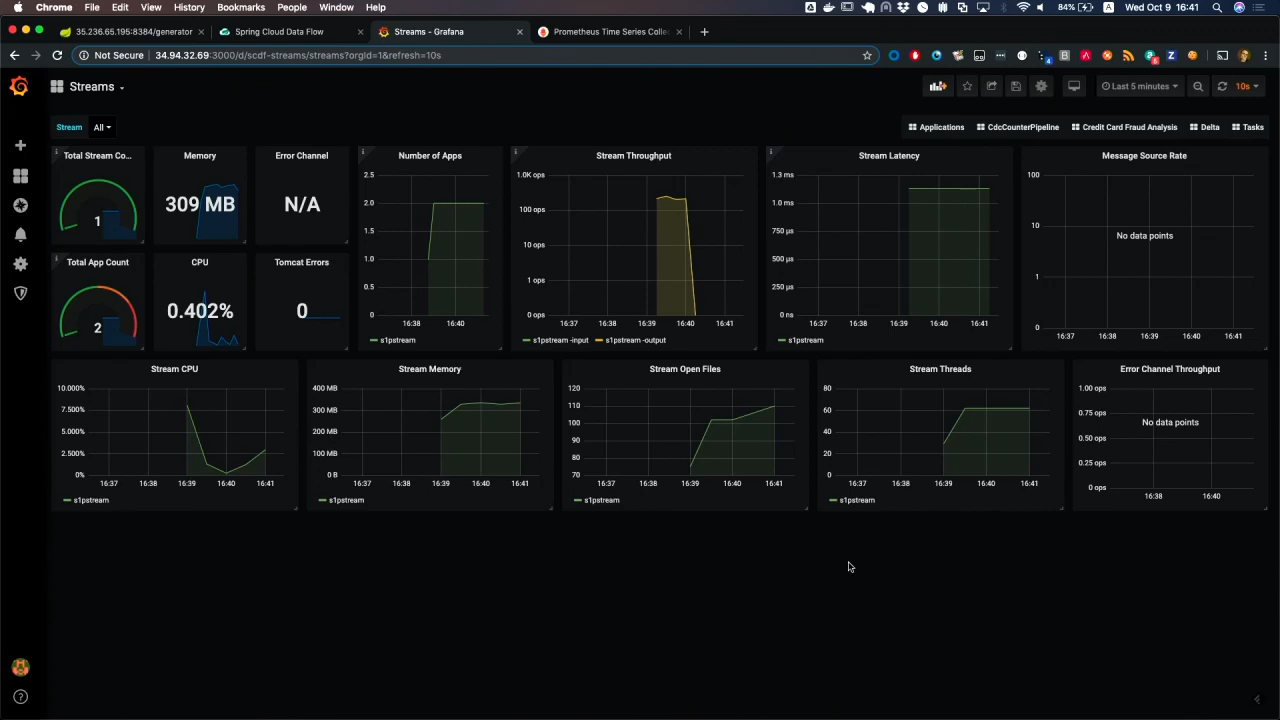 Chrome File Edit View History Bookmarks People Window Help 84% Wed Oct 9 16:41
35.236.65.195:8384/generator Spring Cloud Data Flow Streams - Grafana Prometheus Time Series Colle
Not Secure 34.94.32.69:3000/d/scdf-streams/streams?orgId=1&refresh=10s
Streams Last 5 minutes 10s
Stream All Applications CdcCounterPipeline Credit Card Fraud Analysis Delta Tasks
Total Stream Co...
1
Memory
309 MB
Error Channel
N/A
Total App Count
2
CPU
0.402%
Tomcat Errors
0
Number of Apps
2.5
2.0
1.5
1.0
0.5
0
16:38 16:40
s1pstream
Stream Throughput
1.0K ops
100 ops
10 ops
1 ops
0 ops
16:37 16:38 16:39 16:40 16:41
s1pstream -input s1pstream -output
Stream Latency
1.3 ms
1.0 ms
750 µs
500 µs
250 µs
0 ns
16:37 16:38 16:39 16:40 16:41
s1pstream
Message Source Rate
100
10
1
0
No data points
16:37 16:38 16:39 16:40 16:41
Stream CPU
10.000%
7.500%
5.000%
2.500%
0%
16:37 16:38 16:39 16:40 16:41
s1pstream
Stream Memory
400 MB
300 MB
200 MB
100 MB
0 B
16:37 16:38 16:39 16:40 16:41
s1pstream
Stream Open Files
120
110
100
90
80
70
16:37 16:38 16:39 16:40 16:41
s1pstream
Stream Threads
80
60
40
20
0
16:37 16:38 16:39 16:40 16:41
s1pstream
Error Channel Throughput
1.00 ops
0.75 ops
0.50 ops
0.25 ops
0 ops
No data points
16:38 16:40